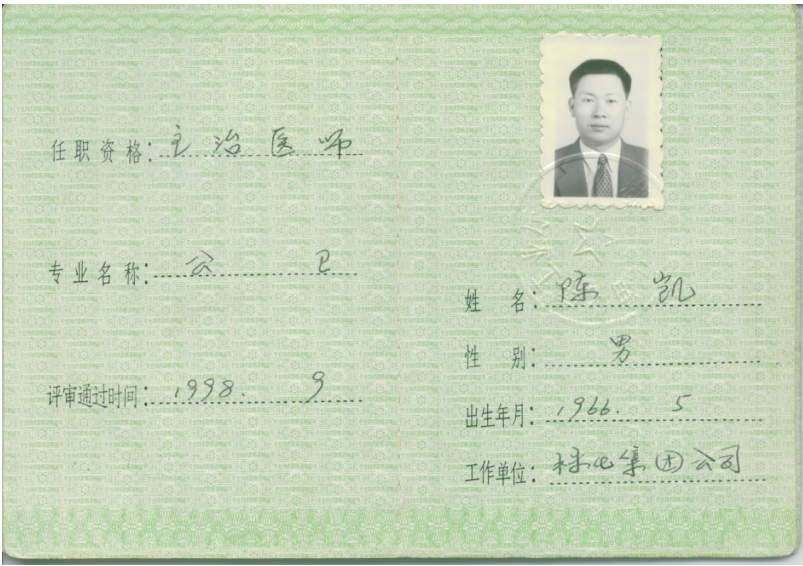 任职资格：主治医师
专业名称：公卫
评审通过时间：1998. 9
姓名：陈凯
性别：男
出生年月：1966. 5
工作单位：株化集团公司